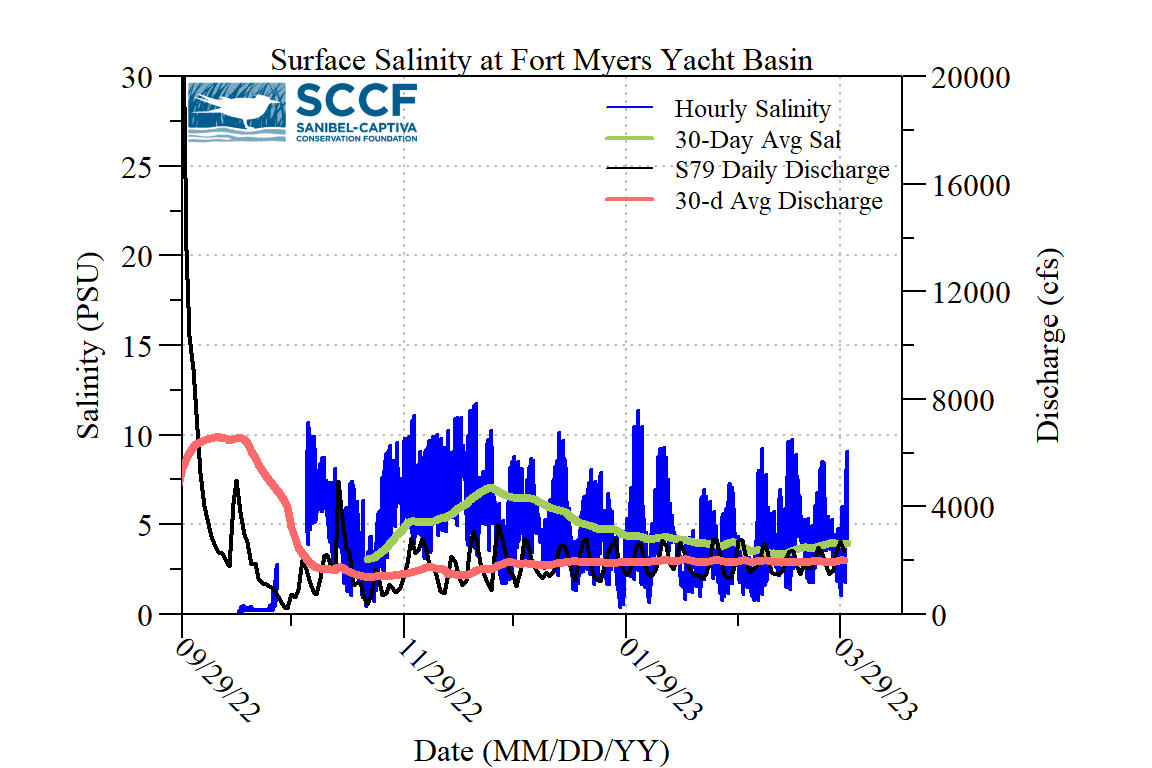 Surface Salinity at Fort Myers Yacht Basin
SCCF
SANIBEL-CAPTIVA
CONSERVATION FOUNDATION
Hourly Salinity
30-Day Avg Sal
S79 Daily Discharge
30-d Avg Discharge
Salinity (PSU)
30
25
20
15
10
5
0
20000
16000
12000
8000
4000
0
Discharge (cfs)
09/29/22
11/29/22
01/29/23
03/29/23
Date (MM/DD/YY)